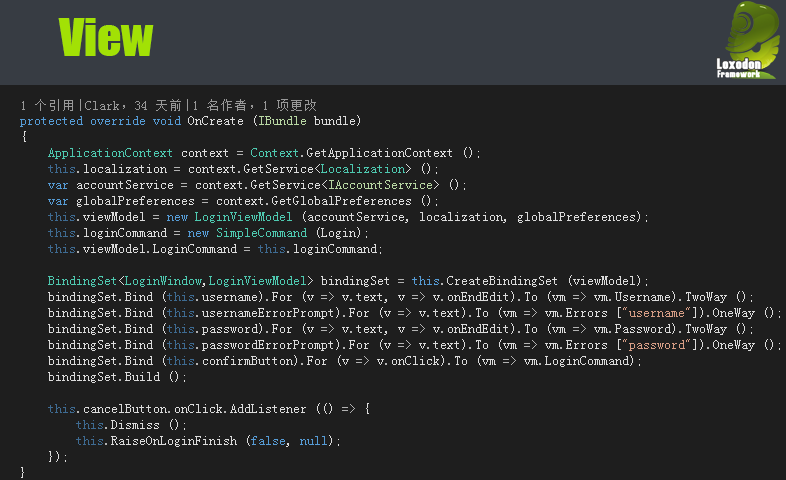 View
Loxodon
Framework
1 个引用|Clark，34 天前|1 名作者，1 项更改
protected override void OnCreate (IBundle bundle)
{
    ApplicationContext context = Context.GetApplicationContext ();
    this.localization = context.GetService<Localization> ();
    var accountService = context.GetService<IAccountService> ();
    var globalPreferences = context.GetGlobalPreferences ();
    this.viewModel = new LoginViewModel (accountService, localization, globalPreferences);
    this.loginCommand = new SimpleCommand (Login);
    this.viewModel.LoginCommand = this.loginCommand;
    BindingSet<LoginWindow,LoginViewModel> bindingSet = this.CreateBindingSet (viewModel);
    bindingSet.Bind (this.username).For (v => v.text, v => v.onEndEdit).To (vm => vm.Username).TwoWay ();
    bindingSet.Bind (this.usernameErrorPrompt).For (v => v.text).To (vm => vm.Errors ["username"]).OneWay ();
    bindingSet.Bind (this.password).For (v => v.text, v => v.onEndEdit).To (vm => vm.Password).TwoWay ();
    bindingSet.Bind (this.passwordErrorPrompt).For (v => v.text).To (vm => vm.Errors ["password"]).OneWay ();
    bindingSet.Bind (this.confirmButton).For (v => v.onClick).To (vm => vm.LoginCommand);
    bindingSet.Build ();
    this.cancelButton.onClick.AddListener (() => {
        this.Dismiss ();
        this.RaiseOnLoginFinish (false, null);
    });
}